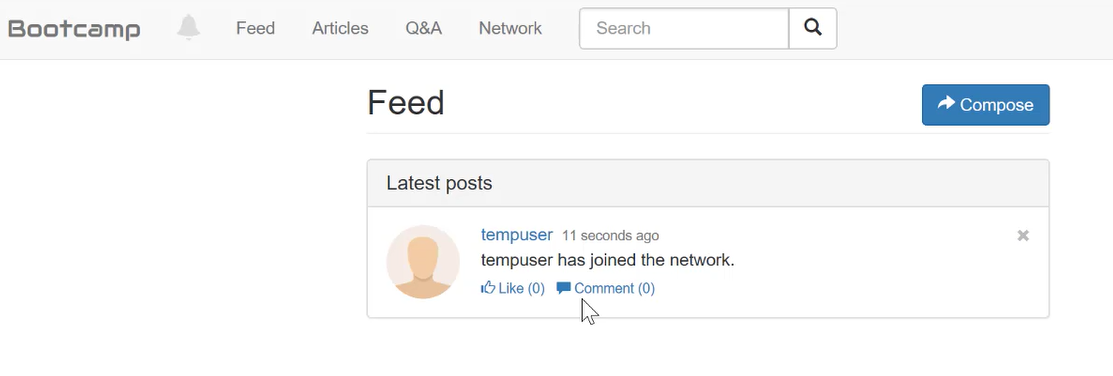 Bootcamp Feed Articles Q&A Network Search
Feed
Compose
Latest posts
tempuser 11 seconds ago
tempuser has joined the network.
Like (0) Comment (0)